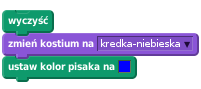 wyczyść
zmień kostium na kredka-niebieska
ustaw kolor pisaka na